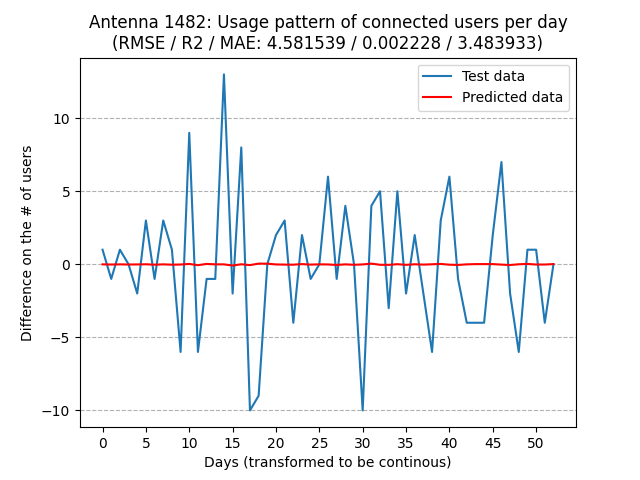 Antenna 1482: Usage pattern of connected users per day
(RMSE / R2 / MAE: 4.581539 / 0.002228 / 3.483933)
Test data
Predicted data
Difference on the # of users
10
5
0
−5
−10
0 5 10 15 20 25 30 35 40 45 50
Days (transformed to be continous)